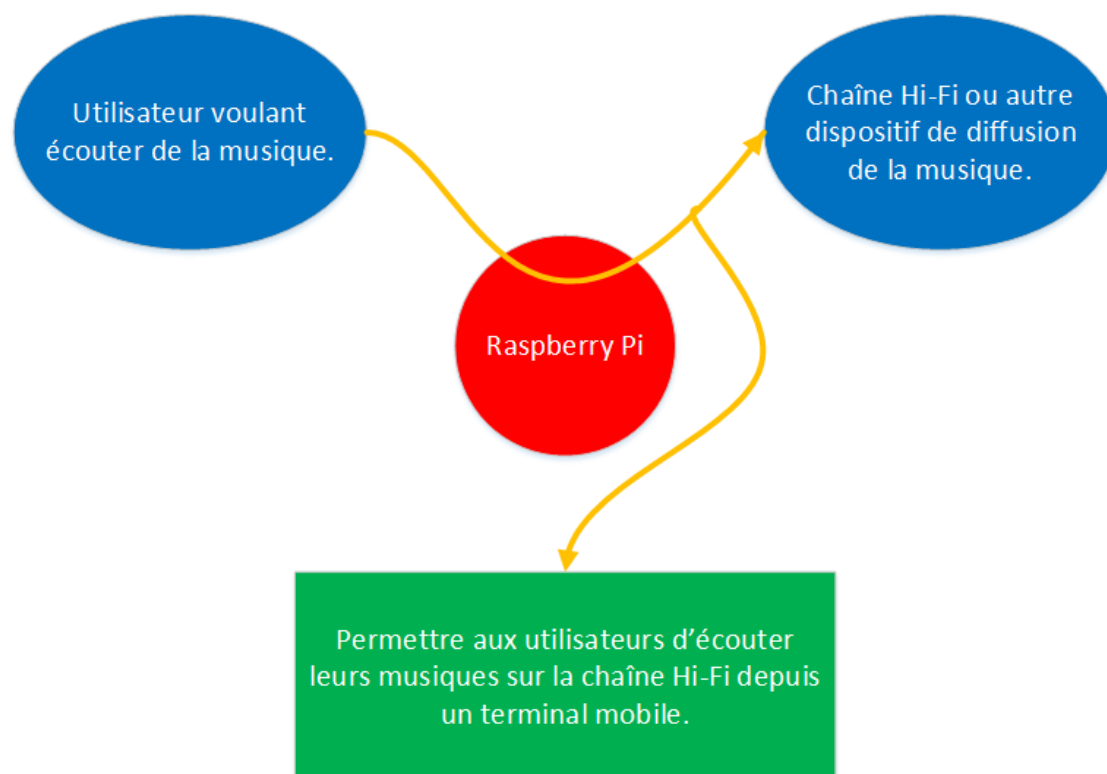 Utilisateur voulant
écouter de la musique.
Chaîne Hi-Fi ou autre
dispositif de diffusion
de la musique.
Raspberry Pi
Permettre aux utilisateurs d’écouter
leurs musiques sur la chaîne Hi-Fi depuis
un terminal mobile.